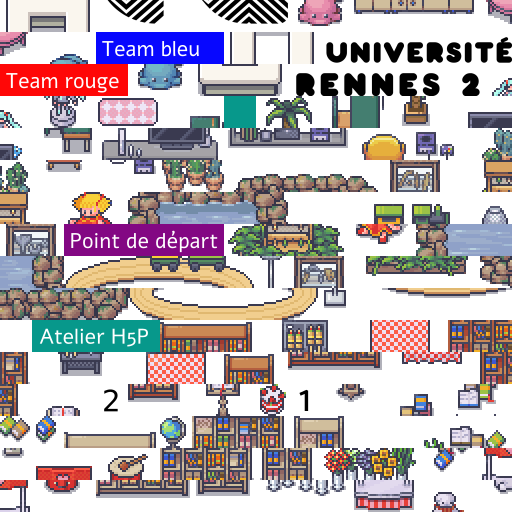 Team bleu
UNIVERSITÉ
Team rouge
RENNES 2
Point de départ
Atelier H5P
2
1